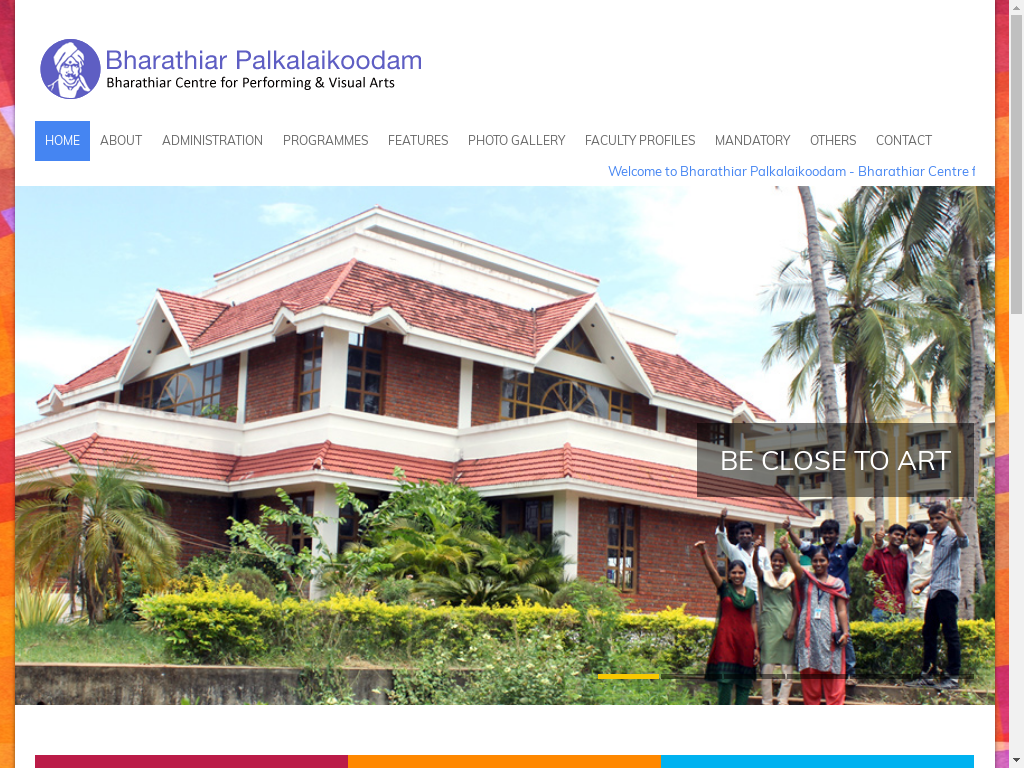 Bharathiar Palkalaikoodam
Bharathiar Centre for Performing & Visual Arts
HOME ABOUT ADMINISTRATION PROGRAMMES FEATURES PHOTO GALLERY FACULTY PROFILES MANDATORY OTHERS CONTACT
Welcome to Bharathiar Palkalaikoodam - Bharathiar Centre f
BE CLOSE TO ART